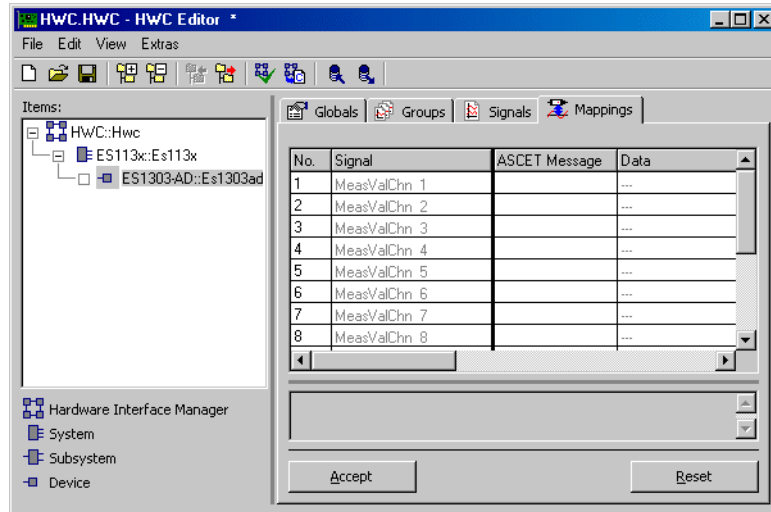 HWC.HWC - HWC Editor *
File Edit View Extras
Items:
HWC::Hwc
ES113x::Es113x
ES1303-AD::Es1303ad
Hardware Interface Manager
System
Subsystem
Device
Globals Groups Signals Mappings
No. Signal ASCET Message Data
1 MeasValChn 1 ---
2 MeasValChn 2 ---
3 MeasValChn 3 ---
4 MeasValChn 4 ---
5 MeasValChn 5 ---
6 MeasValChn 6 ---
7 MeasValChn 7 ---
8 MeasValChn 8 ---
Accept Reset